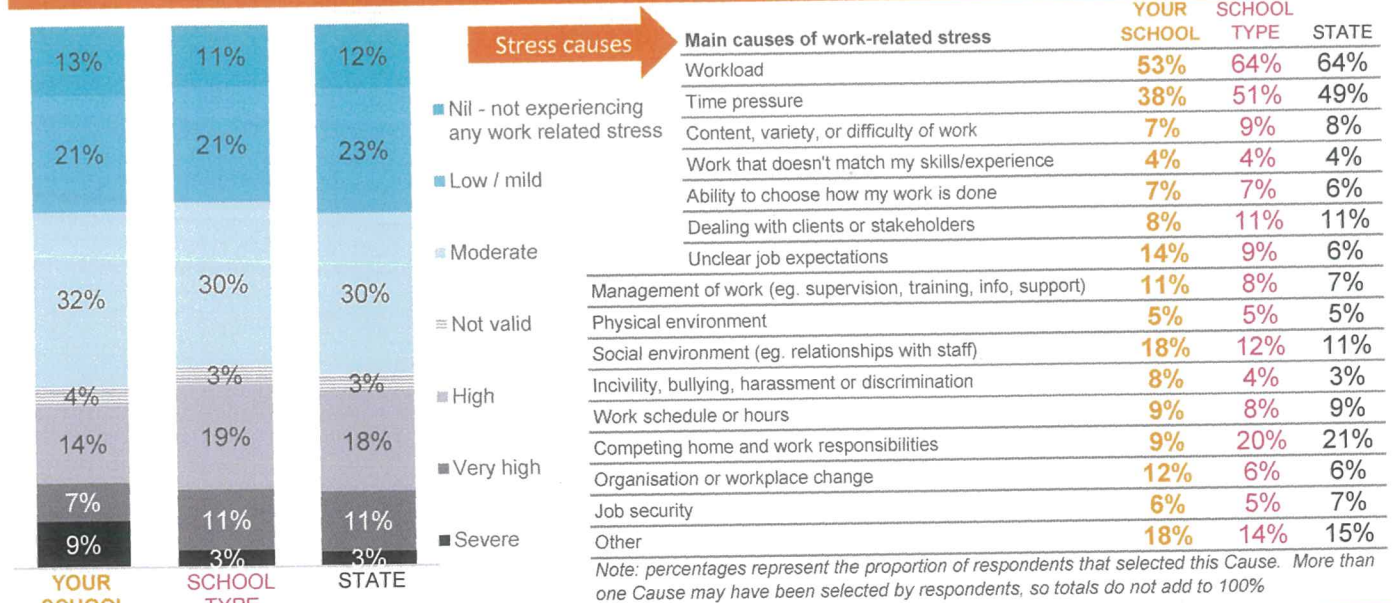 13%
21%
32%
4%
14%
7%
9%
YOUR
SCHOOL
11%
21%
30%
3%
19%
11%
3%
SCHOOL
TYPE
12%
23%
30%
3%
18%
11%
3%
STATE
Nil - not experiencing
any work related stress
Low / mild
Moderate
Not valid
High
Very high
Severe
Stress causes
Main causes of work-related stress YOUR SCHOOL SCHOOL TYPE STATE
Workload 53% 64% 64%
Time pressure 38% 51% 49%
Content, variety, or difficulty of work 7% 9% 8%
Work that doesn't match my skills/experience 4% 4% 4%
Ability to choose how my work is done 7% 7% 6%
Dealing with clients or stakeholders 8% 11% 11%
Unclear job expectations 14% 9% 6%
Management of work (eg. supervision, training, info, support) 11% 8% 7%
Physical environment 5% 5% 5%
Social environment (eg. relationships with staff) 18% 12% 11%
Incivility, bullying, harassment or discrimination 8% 4% 3%
Work schedule or hours 9% 8% 9%
Competing home and work responsibilities 9% 20% 21%
Organisation or workplace change 12% 6% 6%
Job security 6% 5% 7%
Other 18% 14% 15%
Note: percentages represent the proportion of respondents that selected this Cause. More than
one Cause may have been selected by respondents, so totals do not add to 100%